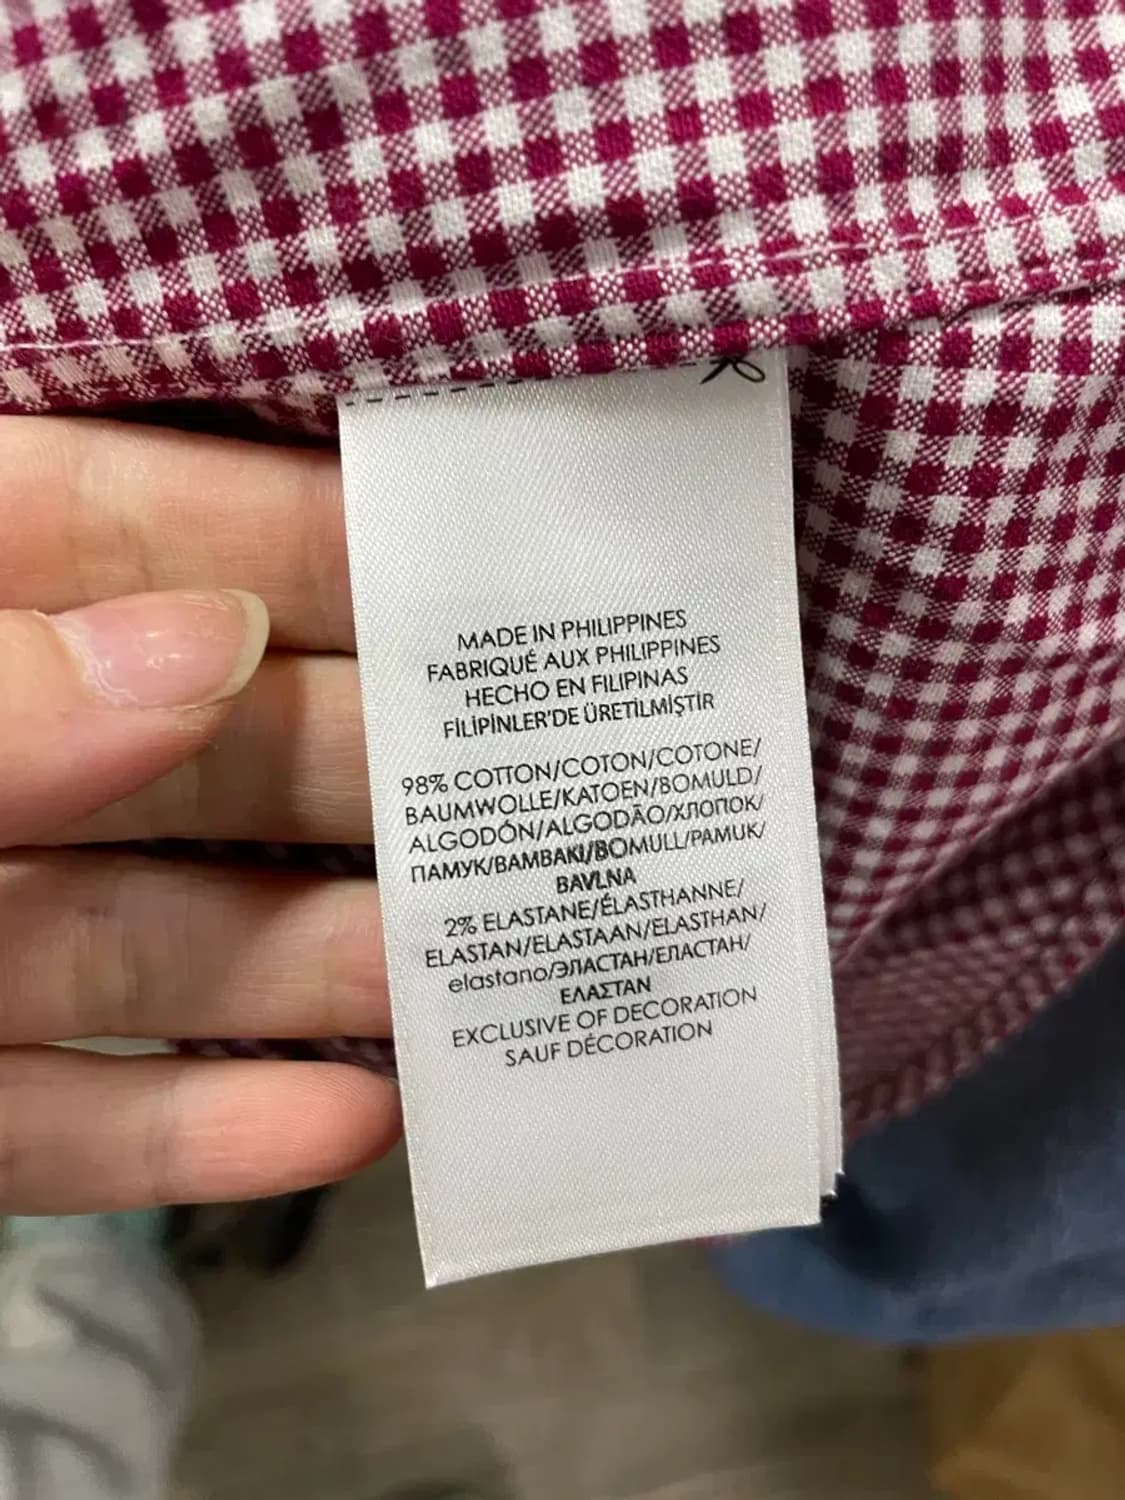 MADE IN PHILIPPINES
FABRIQUÉ AUX PHILIPPINES
HECHO EN FILIPINAS
FİLİPİNLER'DE ÜRETİLMİŞTİR
98% COTTON/COTON/COTONE/
BAUMWOLLE/KATOEN/BOMULD/
ALGODÓN/ALGODÃO/ХЛОПОК/
ПАМУК/BAMBAKI/BOMULL/PAMUK/
BAVLNA
2% ELASTANE/ÉLASTHANNE/
ELASTAN/ELASTAAN/ELASTHAN/
elastano/ЭЛАСТАН/ЕЛАСТАН/
ΕΛΑΣΤΑΝ
EXCLUSIVE OF DECORATION
SAUF DÉCORATION